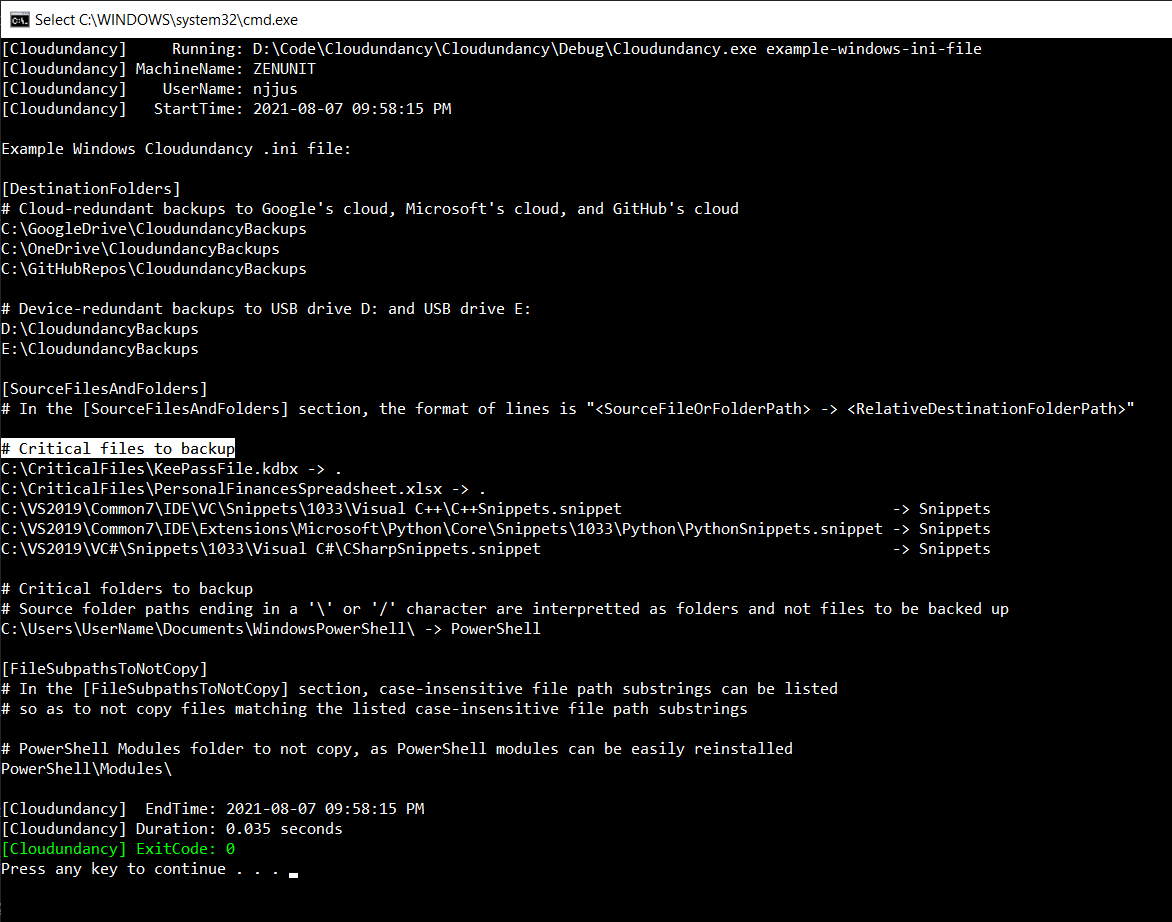 Select C:\WINDOWS\system32\cmd.exe
[Cloudundancy]     Running: D:\Code\Cloudundancy\Cloudundancy\Debug\Cloudundancy.exe example-windows-ini-file
[Cloudundancy] MachineName: ZENUNIT
[Cloudundancy]    UserName: njjus
[Cloudundancy]   StartTime: 2021-08-07 09:58:15 PM

Example Windows Cloudundancy .ini file:

[DestinationFolders]
# Cloud-redundant backups to Google's cloud, Microsoft's cloud, and GitHub's cloud
C:\GoogleDrive\CloudundancyBackups
C:\OneDrive\CloudundancyBackups
C:\GitHubRepos\CloudundancyBackups

# Device-redundant backups to USB drive D: and USB drive E:
D:\CloudundancyBackups
E:\CloudundancyBackups

[SourceFilesAndFolders]
# In the [SourceFilesAndFolders] section, the format of lines is "<SourceFileOrFolderPath> -> <RelativeDestinationFolderPath>"

# Critical files to backup
C:\CriticalFiles\KeePassFile.kdbx -> .
C:\CriticalFiles\PersonalFinancesSpreadsheet.xlsx -> .
C:\VS2019\Common7\IDE\VC\Snippets\1033\Visual C++\C++Snippets.snippet                              -> Snippets
C:\VS2019\Common7\IDE\Extensions\Microsoft\Python\Core\Snippets\1033\Python\PythonSnippets.snippet -> Snippets
C:\VS2019\VC#\Snippets\1033\Visual C#\CSharpSnippets.snippet                                       -> Snippets

# Critical folders to backup
# Source folder paths ending in a '\' or '/' character are interpretted as folders and not files to be backed up
C:\Users\UserName\Documents\WindowsPowerShell\ -> PowerShell

[FileSubpathsToNotCopy]
# In the [FileSubpathsToNotCopy] section, case-insensitive file path substrings can be listed
# so as to not copy files matching the listed case-insensitive file path substrings

# PowerShell Modules folder to not copy, as PowerShell modules can be easily reinstalled
PowerShell\Modules\

[Cloudundancy]  EndTime: 2021-08-07 09:58:15 PM
[Cloudundancy] Duration: 0.035 seconds
[Cloudundancy] ExitCode: 0
Press any key to continue . . .